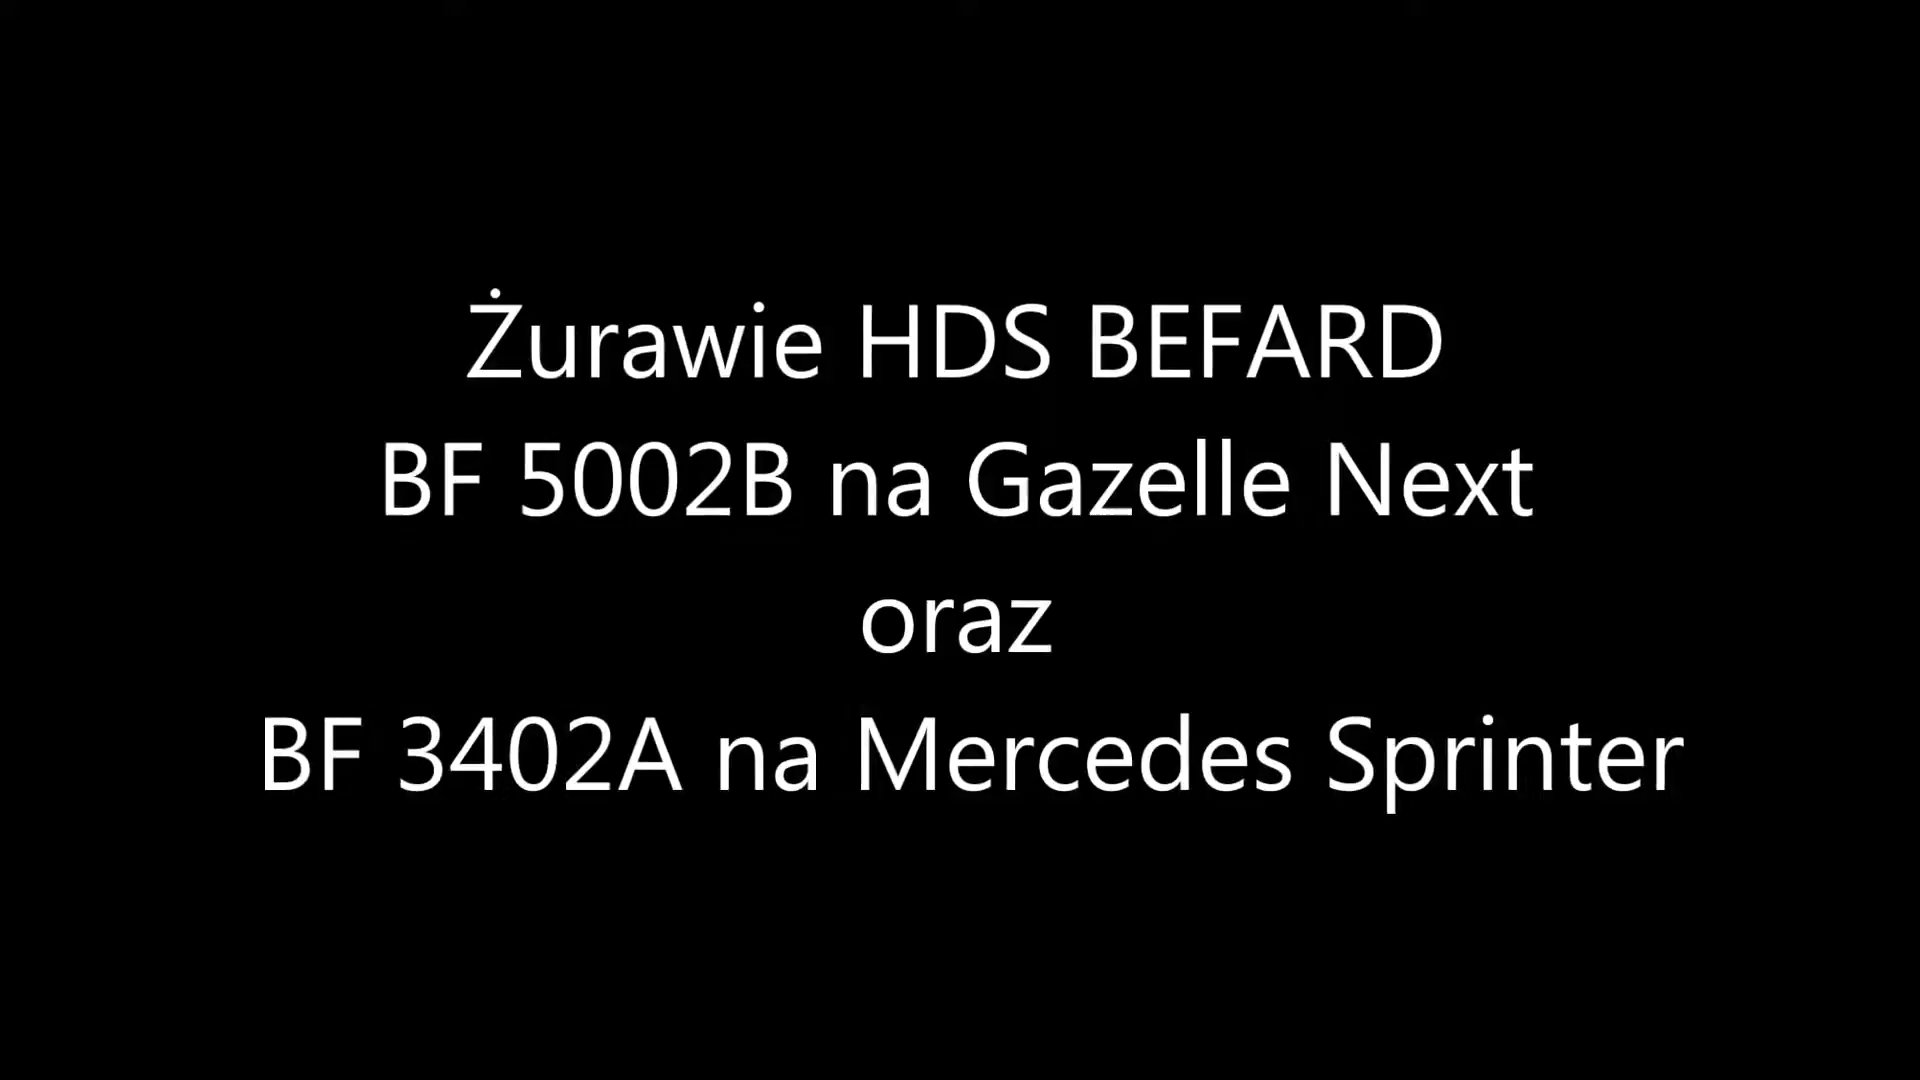 Żurawie HDS BEFARD
BF 5002B na Gazelle Next
oraz
BF 3402A na Mercedes Sprinter